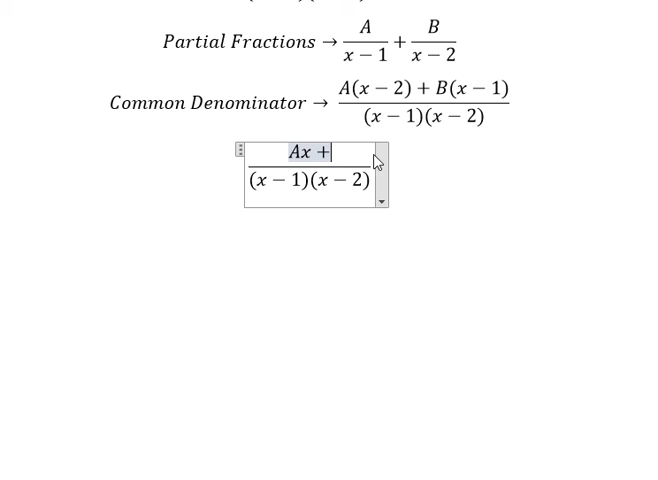 Partial Fractions → A/(x − 1) + B/(x − 2)
Common Denominator → (A(x − 2) + B(x − 1))/((x − 1)(x − 2))
(Ax +)/((x − 1)(x − 2))